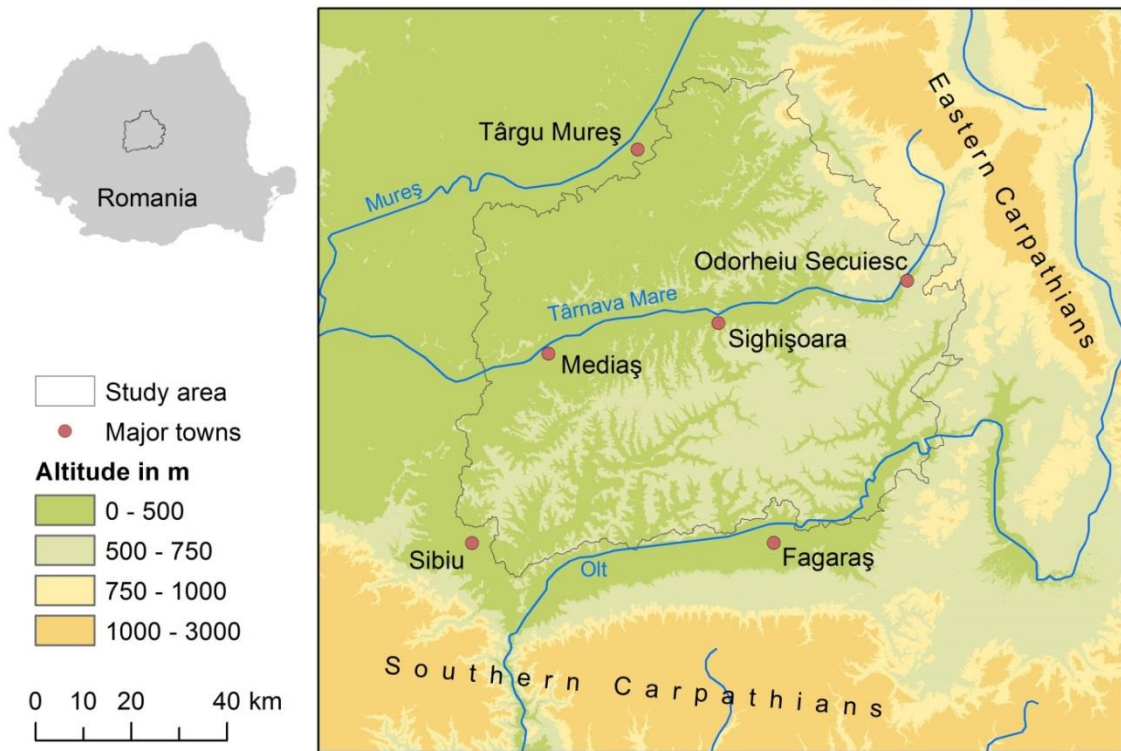 Romania
Study area
Major towns
Altitude in m
0 - 500
500 - 750
750 - 1000
1000 - 3000
0 10 20 40 km
Târgu Mureş
Mureş
Eastern Carpathians
Odorheiu Secuiesc
Târnava Mare
Sighişoara
Mediaş
Sibiu
Olt
Fagaraş
Southern Carpathians